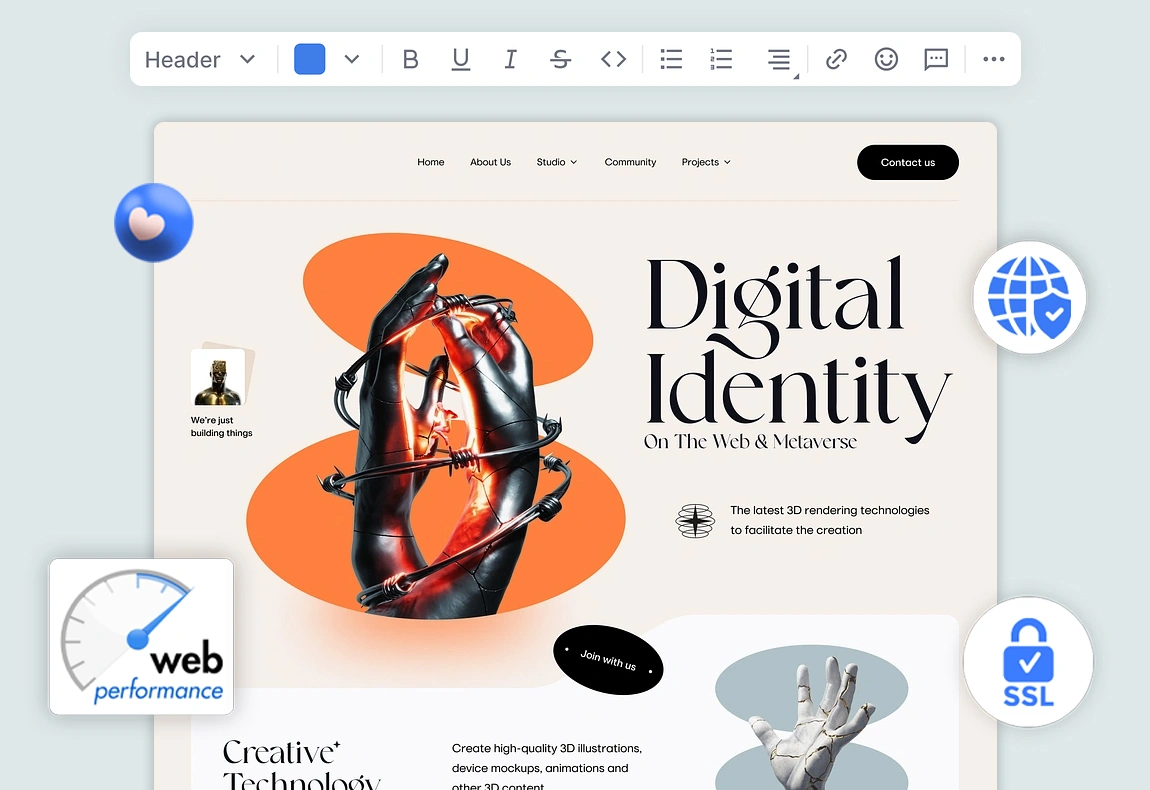 Header
Home About Us Studio Community Projects Contact us
Digital
Identity
On The Web & Metaverse
We're just
building things
The latest 3D rendering technologies
to facilitate the creation
Join with us
web
performance
SSL
Creative
Technology
Create high-quality 3D illustrations,
device mockups, animations and
other 3D content